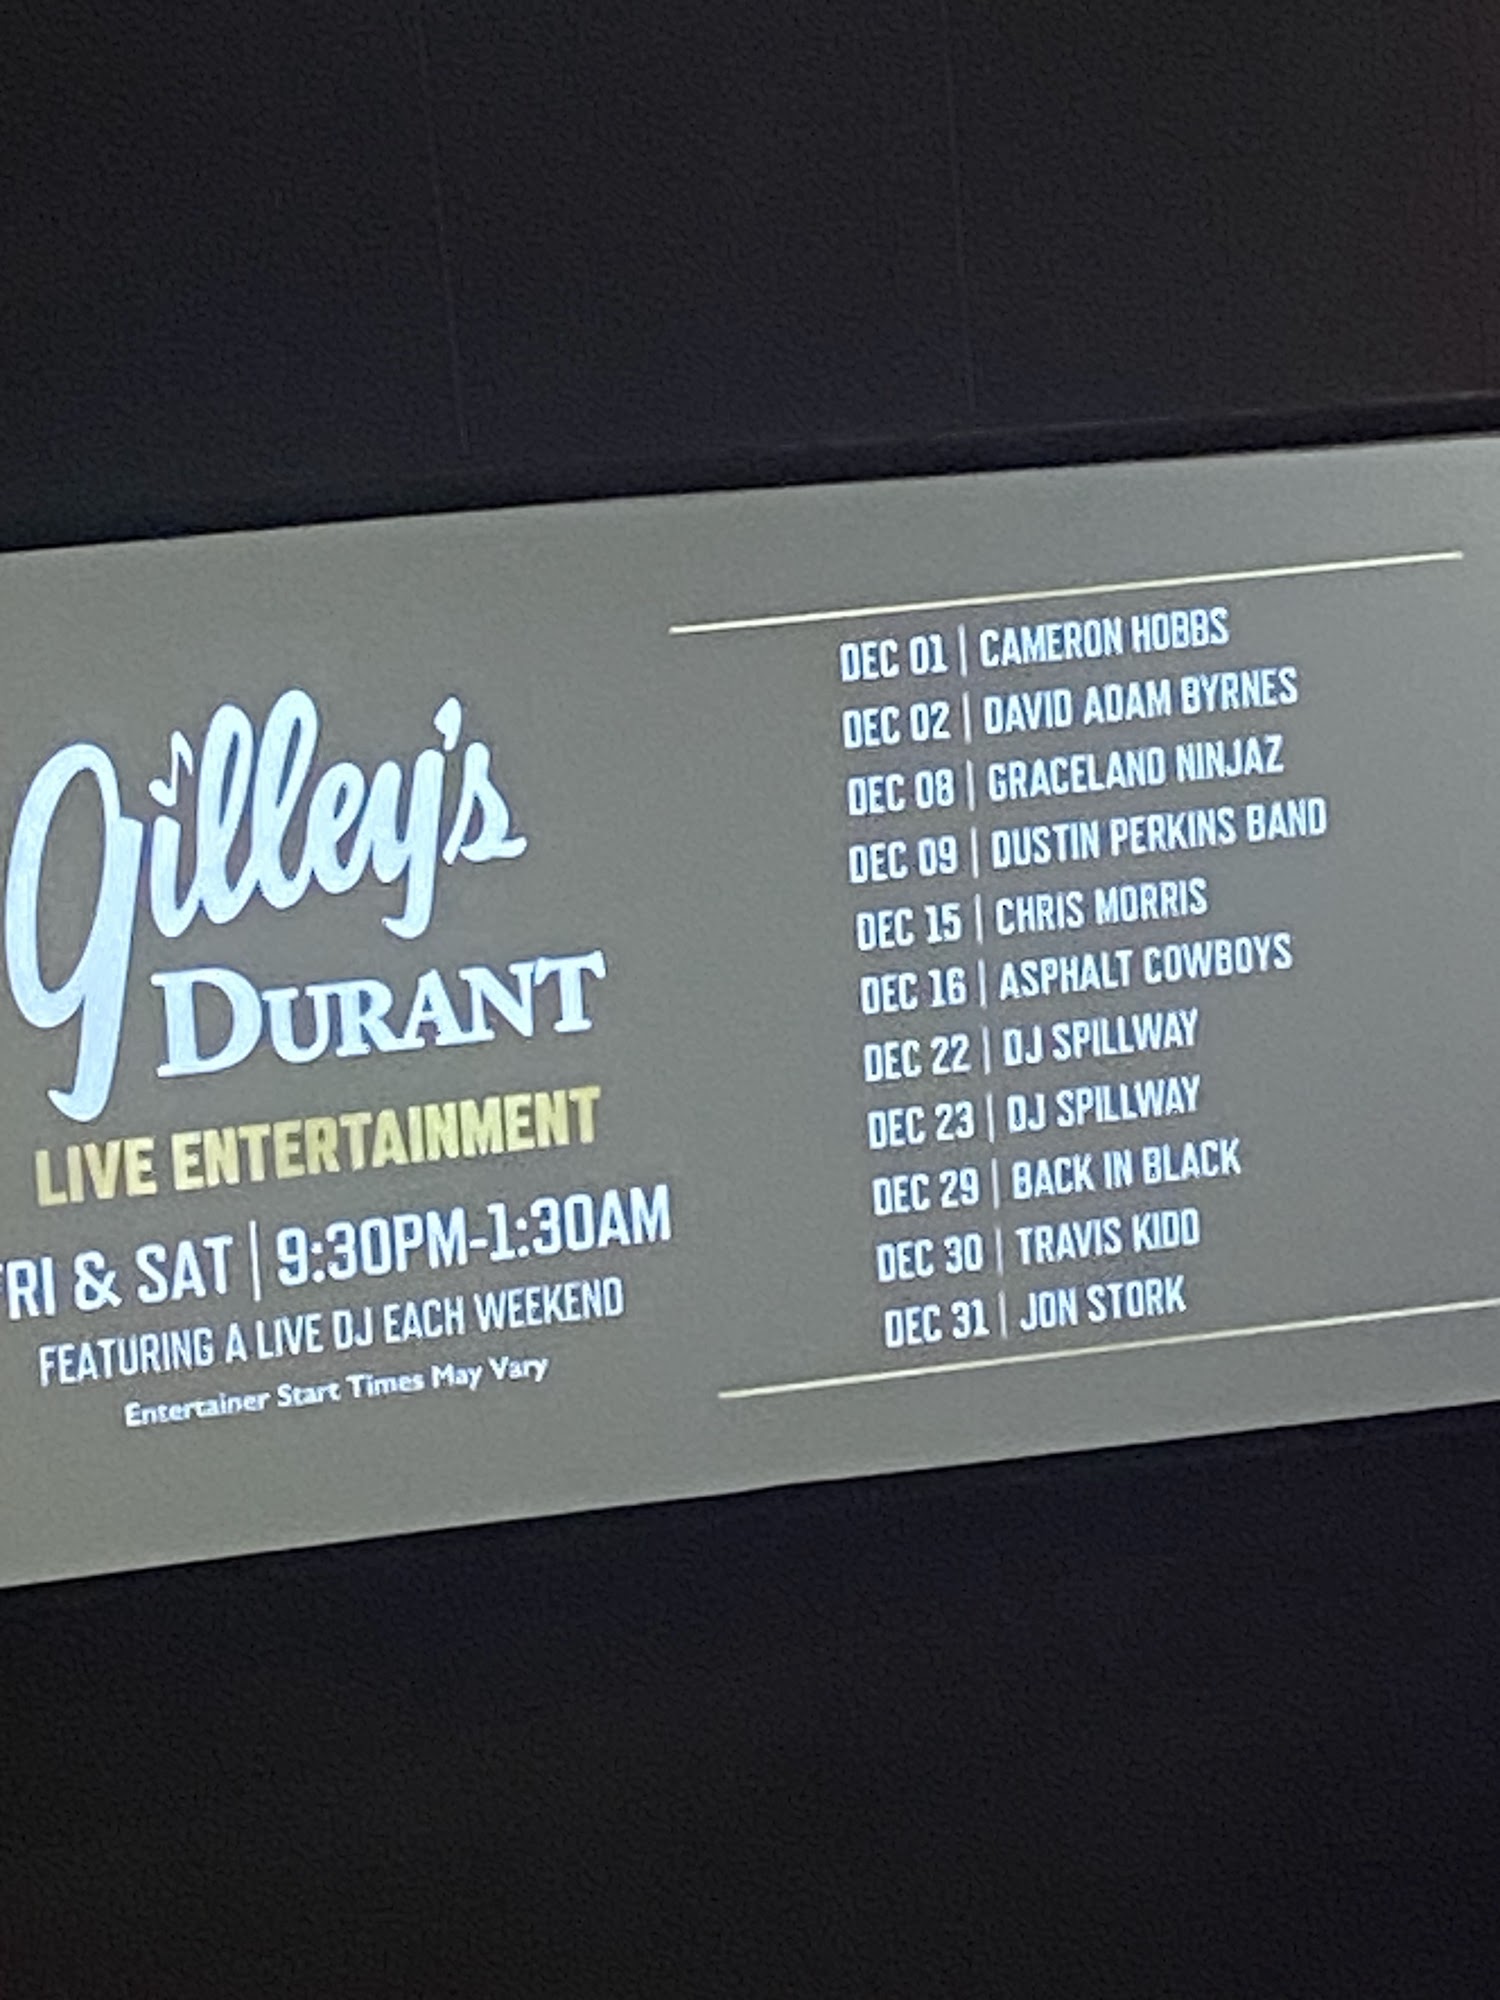 Gilley's
DURANT
LIVE ENTERTAINMENT
FRI & SAT | 9:30PM-1:30AM
FEATURING A LIVE DJ EACH WEEKEND
Entertainer Start Times May Vary
DEC 01 | CAMERON HOBBS
DEC 02 | DAVID ADAM BYRNES
DEC 08 | GRACELAND NINJAZ
DEC 09 | DUSTIN PERKINS BAND
DEC 15 | CHRIS MORRIS
DEC 16 | ASPHALT COWBOYS
DEC 22 | DJ SPILLWAY
DEC 23 | DJ SPILLWAY
DEC 29 | BACK IN BLACK
DEC 30 | TRAVIS KIDD
DEC 31 | JON STORK